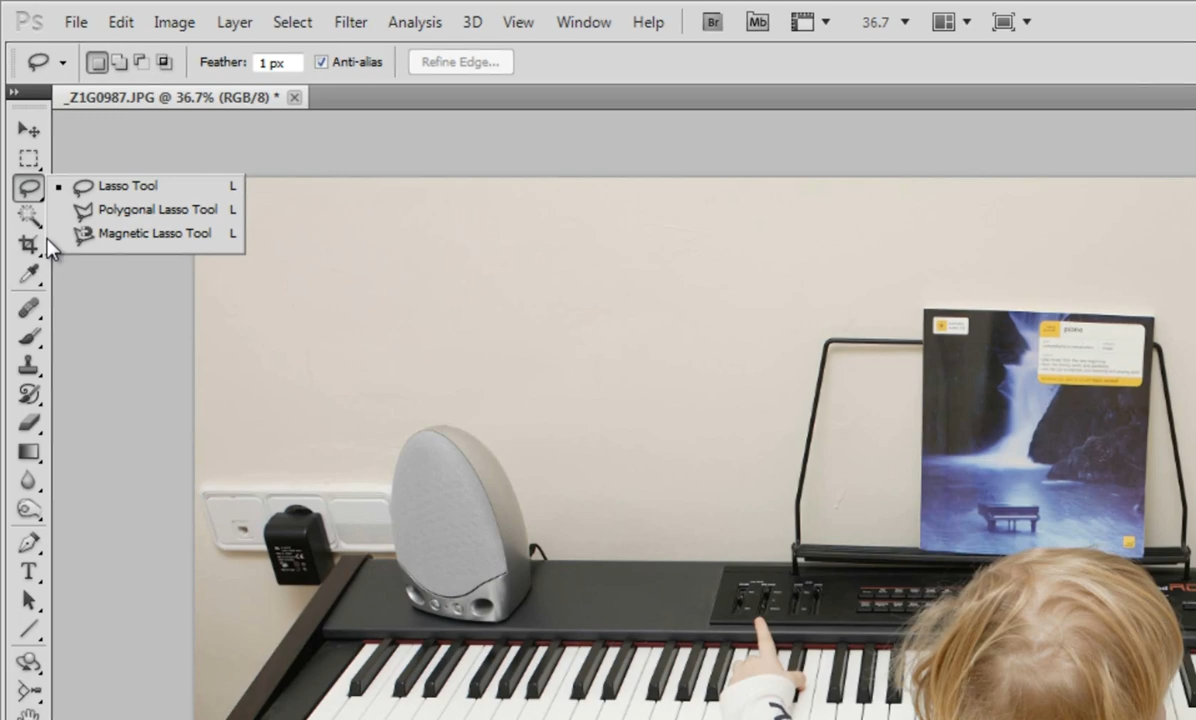 Ps File Edit Image Layer Select Filter Analysis 3D View Window Help Br Mb 36.7
Feather: 1 px Anti-alias Refine Edge...
_Z1G0987.JPG @ 36.7% (RGB/8) *
Lasso Tool L
Polygonal Lasso Tool L
Magnetic Lasso Tool L
piano
T